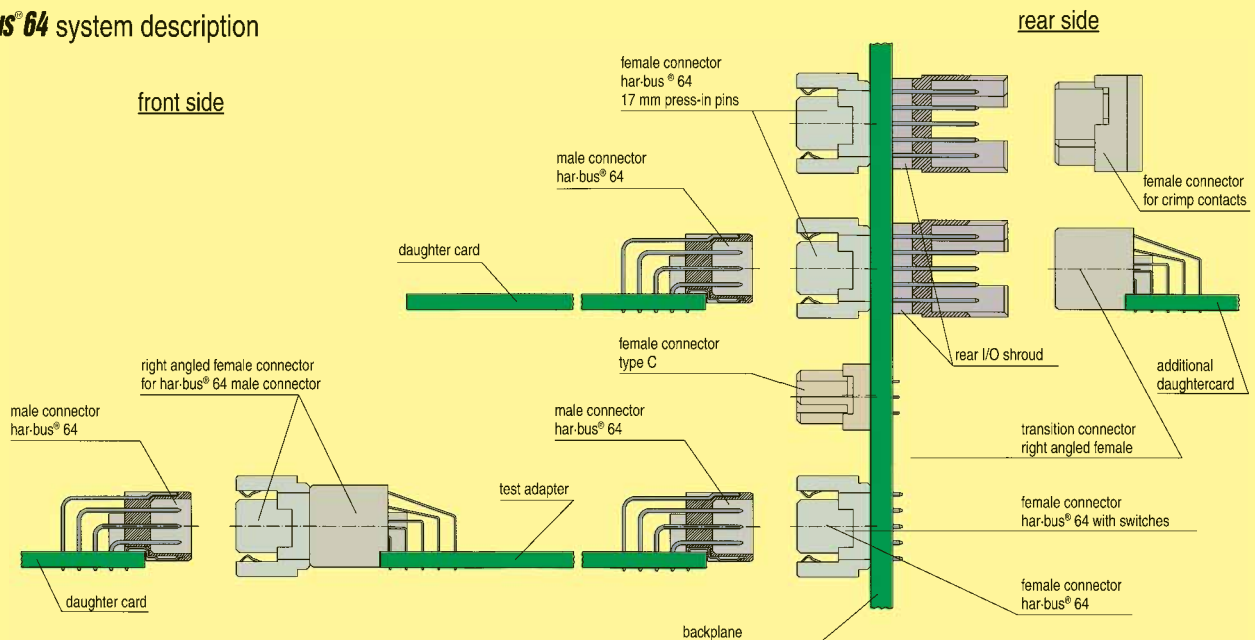 us® 64 system description
rear side
front side
female connector
har·bus® 64
17 mm press-in pins
male connector
har·bus® 64
female connector
for crimp contacts
daughter card
female connector
type C
rear I/O shroud
additional
daughtercard
right angled female connector
for har·bus® 64 male connector
male connector
har·bus® 64
male connector
har·bus® 64
transition connector
right angled female
test adapter
female connector
har·bus® 64 with switches
daughter card
female connector
har·bus® 64
backplane